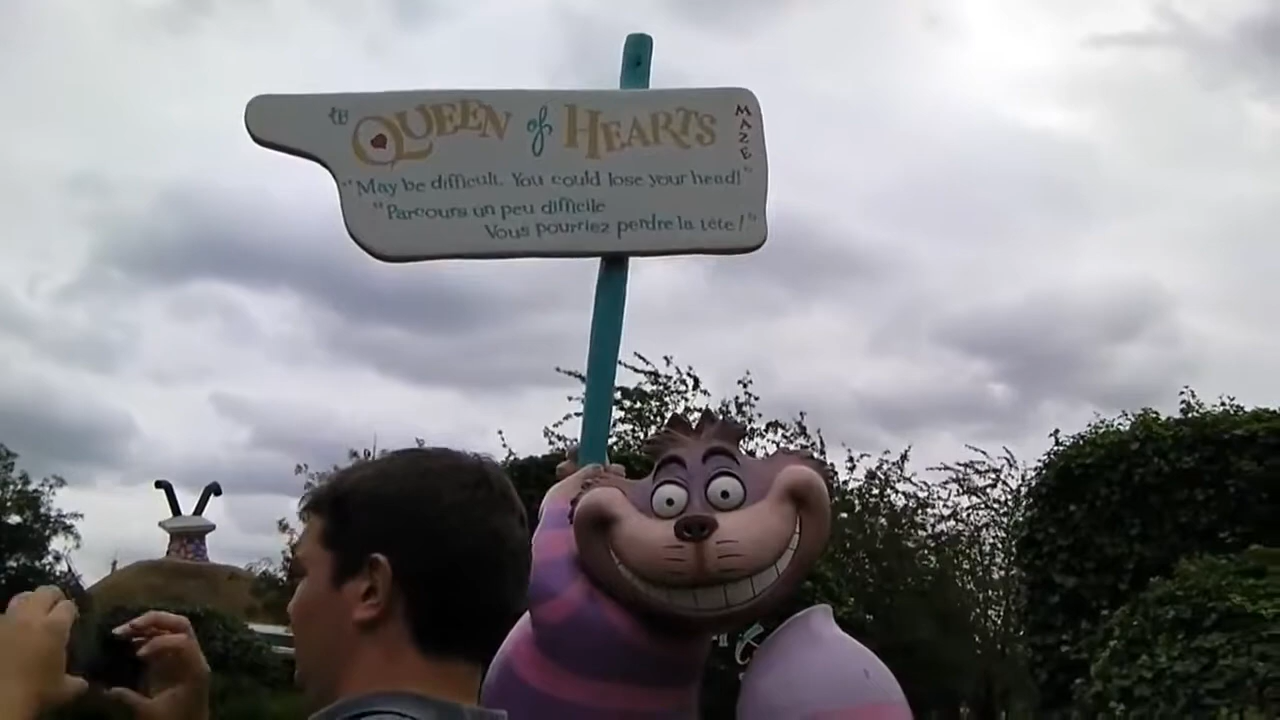 The QUEEN of HEARTS MAZE
"May be difficult. You could lose your head!"
"Parcours un peu difficile
Vous pourriez perdre la tête!"